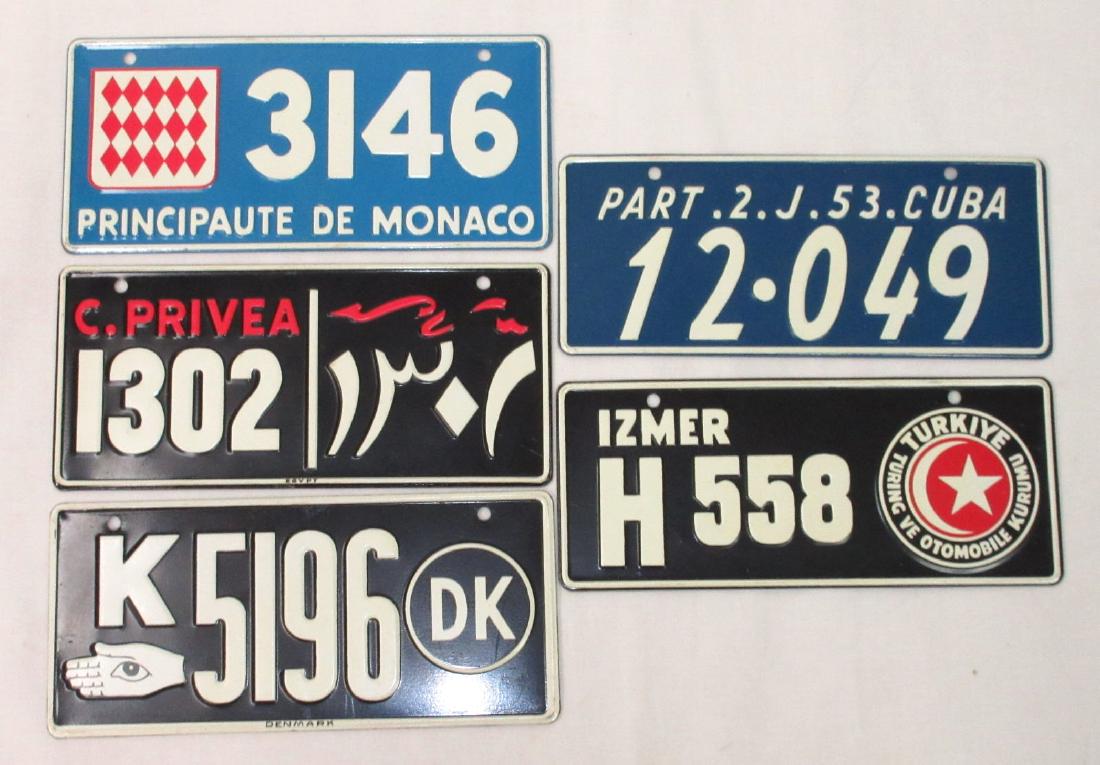 3146
PRINCIPAUTE DE MONACO
C. PRIVEA
1302
١٣٠٢
EGYPT
K 5196 DK
DENMARK
PART.2.J.53.CUBA
12·049
IZMER
H 558
TURKIYE
TURING VE OTOMOBILE KURUMU